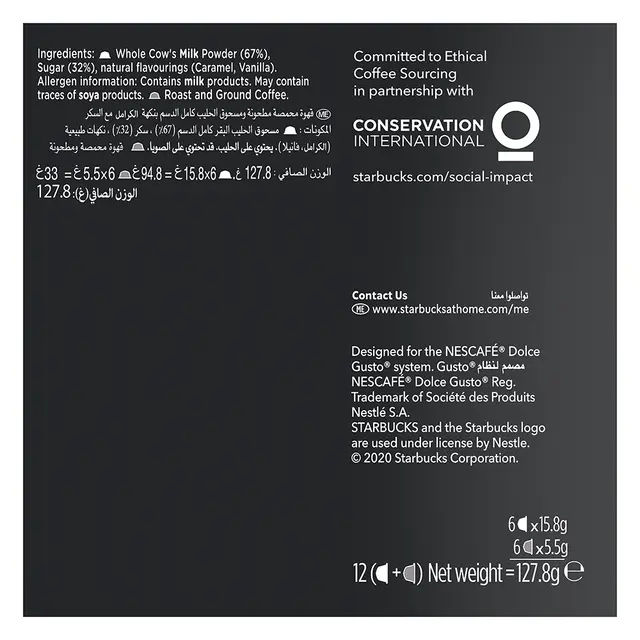 Ingredients: Whole Cow's Milk Powder (67%),
Sugar (32%), natural flavourings (Caramel, Vanilla).
Allergen information: Contains milk products. May contain
traces of soya products. Roast and Ground Coffee.
ME قهوة محمصة مطحونة ومسحوق الحليب كامل الدسم بنكهة الكرامل مع السكر
المكونات: مسحوق الحليب البقر كامل الدسم (67٪)، سكر (32٪)، نكهات طبيعية
(الكرامل، فانيلا). يحتوي على الحليب. قد تحتوي على الصويا. قهوة محمصة ومطحونة
الوزن الصافي: 127.8 غ. 6x15.8غ = 94.8غ 6x5.5غ = 33غ
الوزن الصافي(غ): 127.8
Committed to Ethical
Coffee Sourcing
in partnership with
CONSERVATION
INTERNATIONAL
starbucks.com/social-impact
Contact Us تواصلوا معنا
ME www.starbucksathome.com/me
Designed for the NESCAFÉ® Dolce
Gusto® system. Gusto® مصمم لنظام
NESCAFÉ® Dolce Gusto® Reg.
Trademark of Société des Produits
Nestlé S.A.
STARBUCKS and the Starbucks logo
are used under license by Nestle.
© 2020 Starbucks Corporation.
6 x15.8g
6 x5.5g
12 ( + ) Net weight = 127.8g ℮